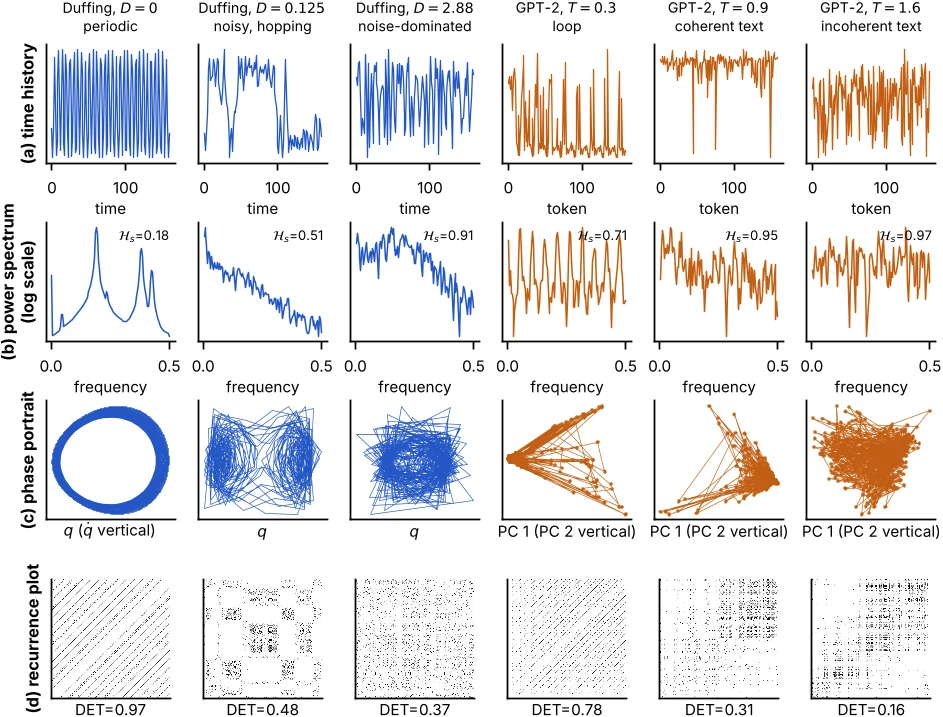 Duffing, D = 0
periodic
Duffing, D = 0.125
noisy, hopping
Duffing, D = 2.88
noise-dominated
GPT-2, T = 0.3
loop
GPT-2, T = 0.9
coherent text
GPT-2, T = 1.6
incoherent text
(a) time history
0 100
0 100
0 100
0 100
0 100
0 100
time
time
time
token
token
token
(b) power spectrum
(log scale)
ℋs=0.18
ℋs=0.51
ℋs=0.91
ℋs=0.71
ℋs=0.95
ℋs=0.97
0.0 0.5
0.0 0.5
0.0 0.5
0.0 0.5
0.0 0.5
0.0 0.5
frequency
frequency
frequency
frequency
frequency
frequency
(c) phase portrait
q (q̇ vertical)
q
q
PC 1 (PC 2 vertical)
PC 1 (PC 2 vertical)
PC 1 (PC 2 vertical)
(d) recurrence plot
DET=0.97
DET=0.48
DET=0.37
DET=0.78
DET=0.31
DET=0.16